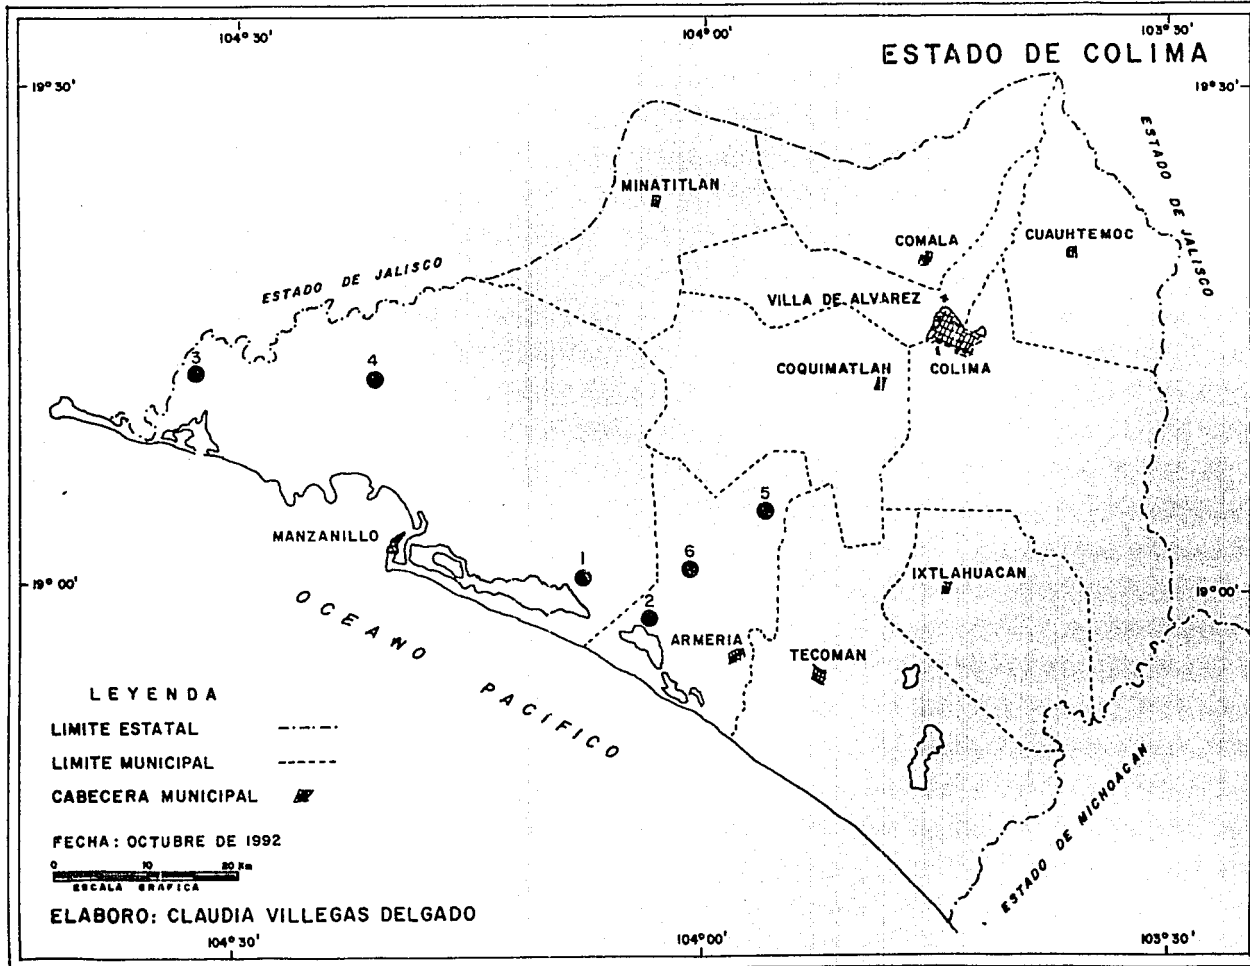 104° 30'
104° 00'
103° 30'
ESTADO DE COLIMA
19° 30'
19° 30'
ESTADO DE JALISCO
MINATITLAN
COMALA
CUAUHTEMOC
ESTADO DE JALISCO
VILLA DE ALVAREZ
3
4
COQUIMATLAN
COLIMA
5
MANZANILLO
1
6
IXTLAHUACAN
19° 00'
19° 00'
2
ARMERIA
TECOMAN
OCEANO PACIFICO
LEYENDA
LIMITE ESTATAL
LIMITE MUNICIPAL
CABECERA MUNICIPAL
ESTADO DE MICHOACAN
FECHA: OCTUBRE DE 1992
0 10 20 Km
ESCALA GRAFICA
ELABORO: CLAUDIA VILLEGAS DELGADO
104° 30'
104° 00'
103° 30'